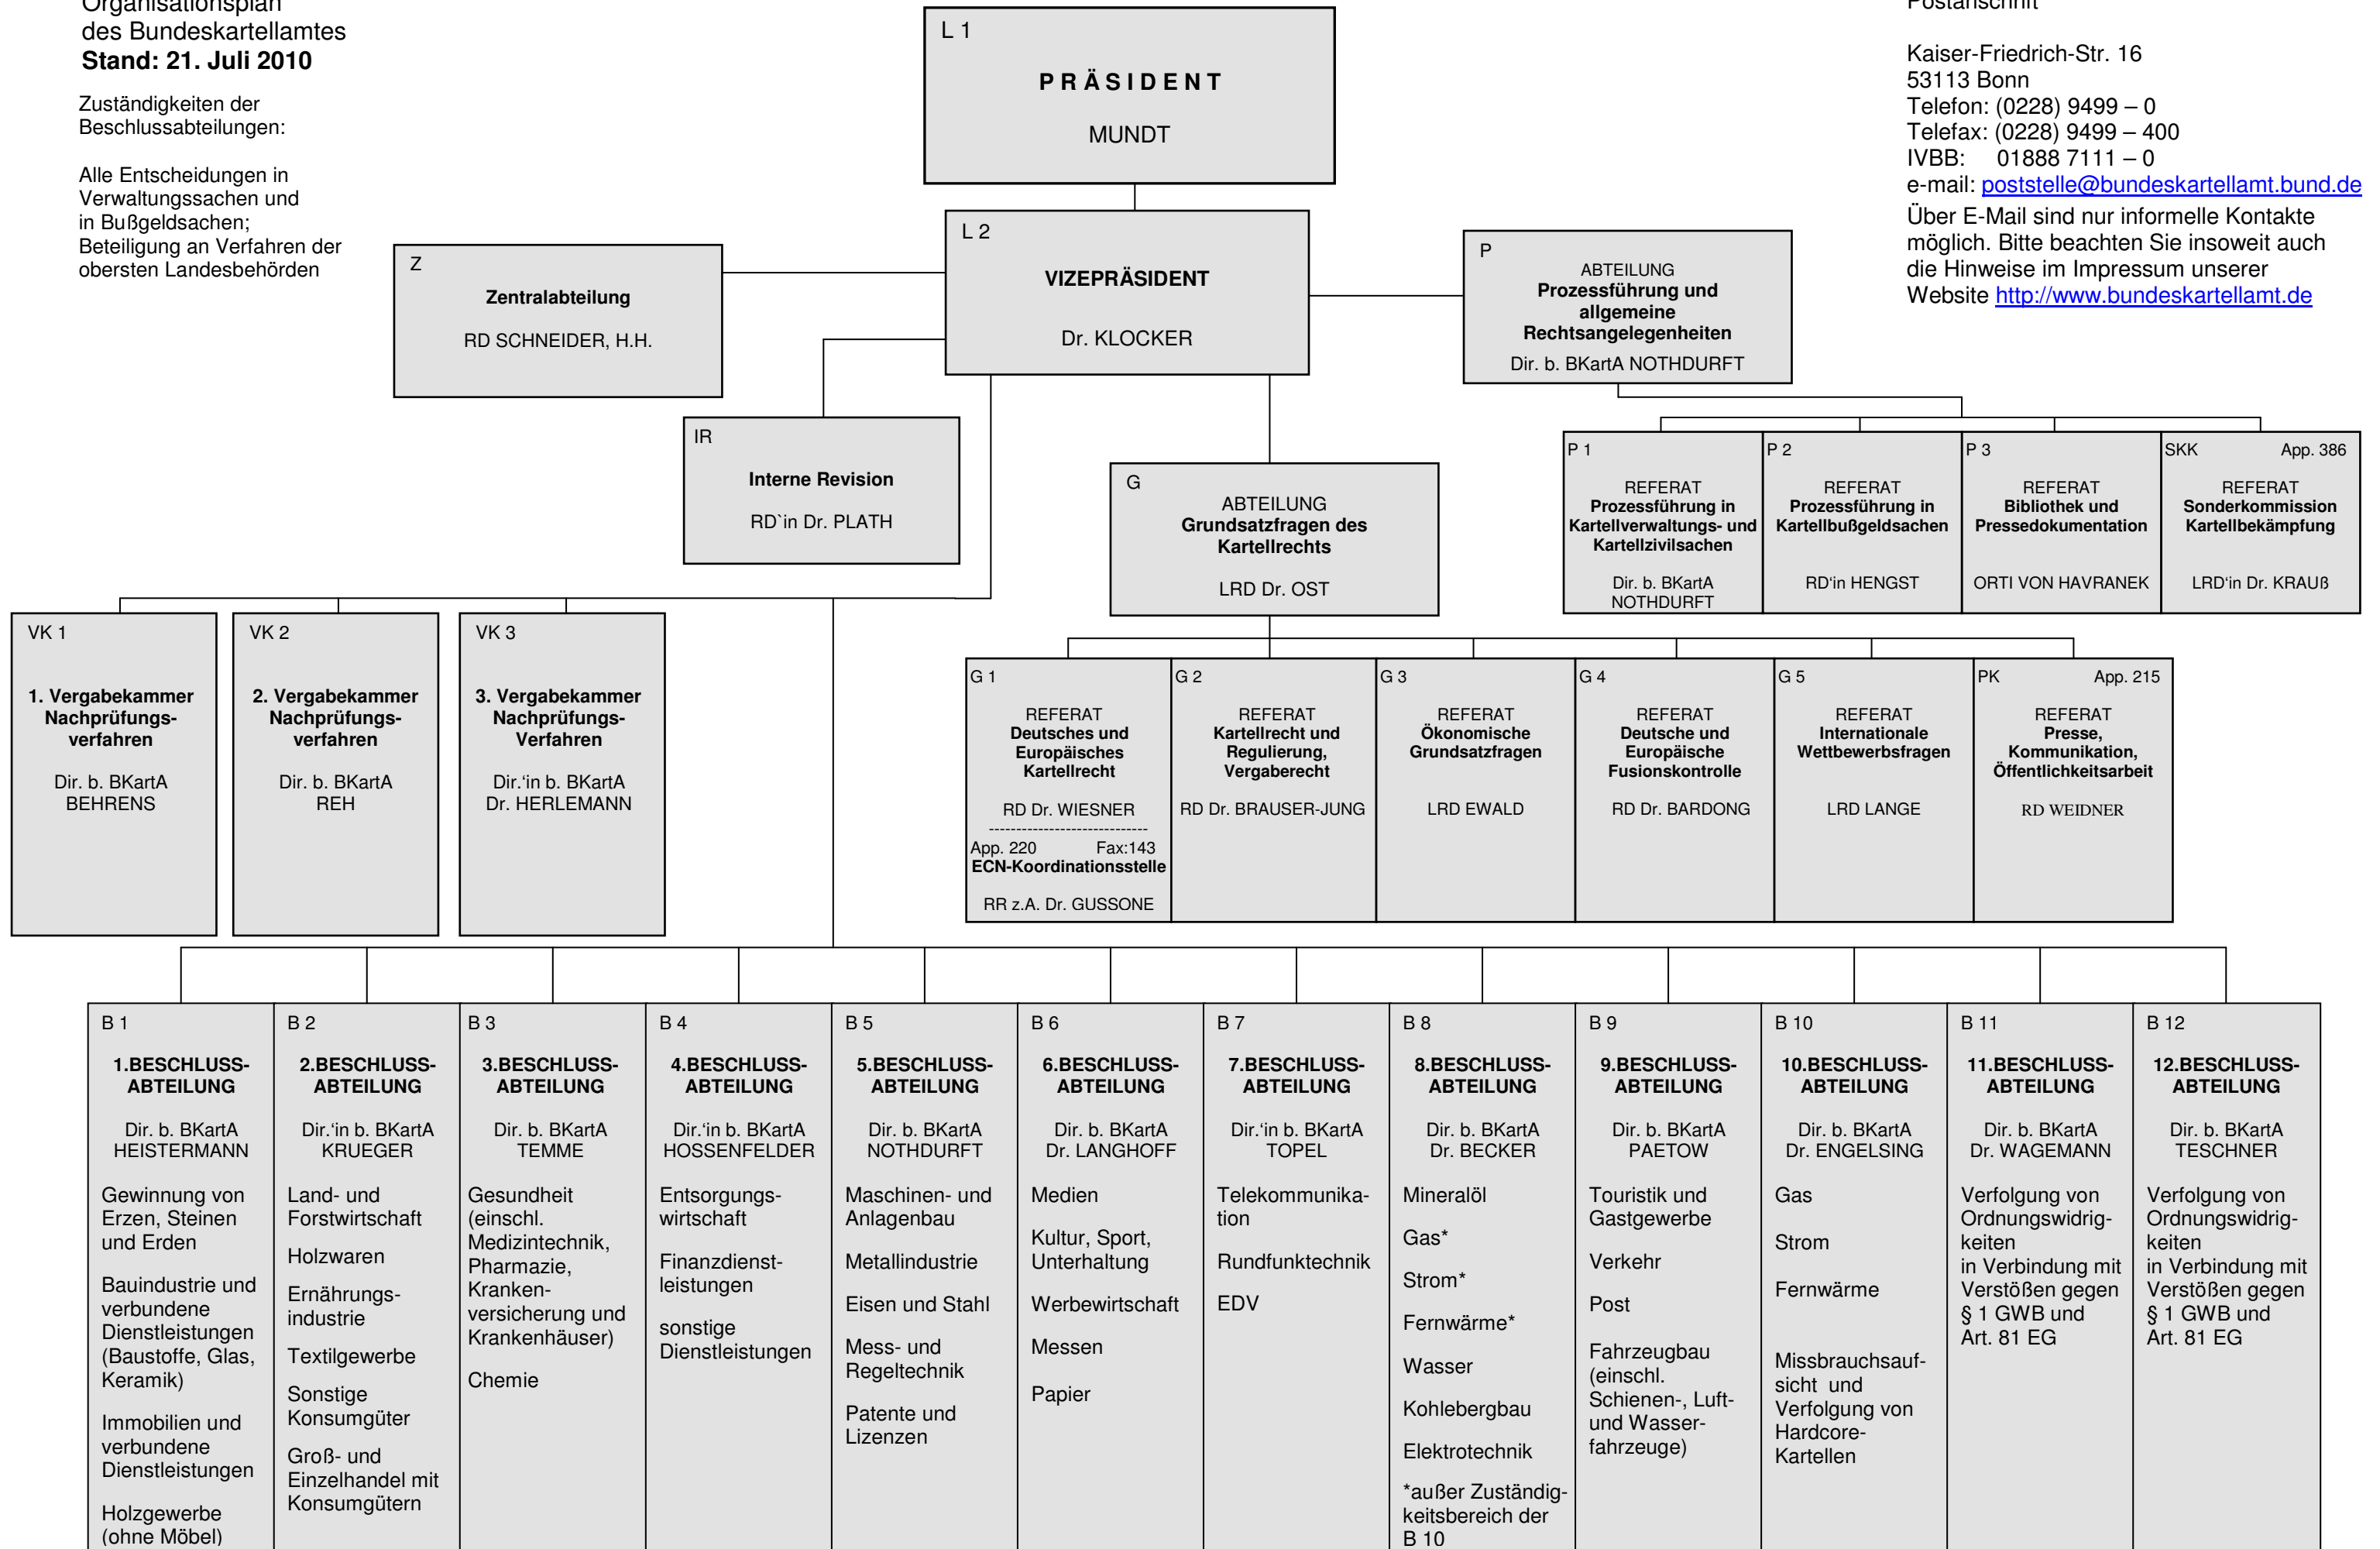 Organisationsplan
des Bundeskartellamtes
Stand: 21. Juli 2010
Zuständigkeiten der
Beschlussabteilungen:
Alle Entscheidungen in
Verwaltungssachen und
in Bußgeldsachen;
Beteiligung an Verfahren der
obersten Landesbehörden
L 1
PRÄSIDENT
MUNDT
Postanschrift
Kaiser-Friedrich-Str. 16
53113 Bonn
Telefon: (0228) 9499 – 0
Telefax: (0228) 9499 – 400
IVBB: 01888 7111 – 0
e-mail: poststelle@bundeskartellamt.bund.de
Über E-Mail sind nur informelle Kontakte
möglich. Bitte beachten Sie insoweit auch
die Hinweise im Impressum unserer
Website http://www.bundeskartellamt.de
L 2
VIZEPRÄSIDENT
Dr. KLOCKER
Z
Zentralabteilung
RD SCHNEIDER, H.H.
P
ABTEILUNG
Prozessführung und
allgemeine
Rechtsangelegenheiten
Dir. b. BKartA NOTHDURFT
IR
Interne Revision
RD`in Dr. PLATH
G
ABTEILUNG
Grundsatzfragen des
Kartellrechts
LRD Dr. OST
P 1
REFERAT
Prozessführung in
Kartellverwaltungs- und
Kartellzivilsachen
Dir. b. BKartA
NOTHDURFT
P 2
REFERAT
Prozessführung in
Kartellbußgeldsachen
RD‘in HENGST
P 3
REFERAT
Bibliothek und
Pressedokumentation
ORTI VON HAVRANEK
SKK App. 386
REFERAT
Sonderkommission
Kartellbekämpfung
LRD‘in Dr. KRAUß
VK 1
1. Vergabekammer
Nachprüfungs-
verfahren
Dir. b. BKartA
BEHRENS
VK 2
2. Vergabekammer
Nachprüfungs-
verfahren
Dir. b. BKartA
REH
VK 3
3. Vergabekammer
Nachprüfungs-
Verfahren
Dir.‘in b. BKartA
Dr. HERLEMANN
G 1
REFERAT
Deutsches und
Europäisches
Kartellrecht
RD Dr. WIESNER
-----------------------------
App. 220 Fax:143
ECN-Koordinationsstelle
RR z.A. Dr. GUSSONE
G 2
REFERAT
Kartellrecht und
Regulierung,
Vergaberecht
RD Dr. BRAUSER-JUNG
G 3
REFERAT
Ökonomische
Grundsatzfragen
LRD EWALD
G 4
REFERAT
Deutsche und
Europäische
Fusionskontrolle
RD Dr. BARDONG
G 5
REFERAT
Internationale
Wettbewerbsfragen
LRD LANGE
PK App. 215
REFERAT
Presse,
Kommunikation,
Öffentlichkeitsarbeit
RD WEIDNER
B 1
1.BESCHLUSS-
ABTEILUNG
Dir. b. BKartA
HEISTERMANN
Gewinnung von
Erzen, Steinen
und Erden
Bauindustrie und
verbundene
Dienstleistungen
(Baustoffe, Glas,
Keramik)
Immobilien und
verbundene
Dienstleistungen
Holzgewerbe
(ohne Möbel)
B 2
2.BESCHLUSS-
ABTEILUNG
Dir.‘in b. BKartA
KRUEGER
Land- und
Forstwirtschaft
Holzwaren
Ernährungs-
industrie
Textilgewerbe
Sonstige
Konsumgüter
Groß- und
Einzelhandel mit
Konsumgütern
B 3
3.BESCHLUSS-
ABTEILUNG
Dir. b. BKartA
TEMME
Gesundheit
(einschl.
Medizintechnik,
Pharmazie,
Kranken-
versicherung und
Krankenhäuser)
Chemie
B 4
4.BESCHLUSS-
ABTEILUNG
Dir.‘in b. BKartA
HOSSENFELDER
Entsorgungs-
wirtschaft
Finanzdienst-
leistungen
sonstige
Dienstleistungen
B 5
5.BESCHLUSS-
ABTEILUNG
Dir. b. BKartA
NOTHDURFT
Maschinen- und
Anlagenbau
Metallindustrie
Eisen und Stahl
Mess- und
Regeltechnik
Patente und
Lizenzen
B 6
6.BESCHLUSS-
ABTEILUNG
Dir. b. BKartA
Dr. LANGHOFF
Medien
Kultur, Sport,
Unterhaltung
Werbewirtschaft
Messen
Papier
B 7
7.BESCHLUSS-
ABTEILUNG
Dir.‘in b. BKartA
TOPEL
Telekommunika-
tion
Rundfunktechnik
EDV
B 8
8.BESCHLUSS-
ABTEILUNG
Dir. b. BKartA
Dr. BECKER
Mineralöl
Gas*
Strom*
Fernwärme*
Wasser
Kohlebergbau
Elektrotechnik
*außer Zuständig-
keitsbereich der
B 10
B 9
9.BESCHLUSS-
ABTEILUNG
Dir. b. BKartA
PAETOW
Touristik und
Gastgewerbe
Verkehr
Post
Fahrzeugbau
(einschl.
Schienen-, Luft-
und Wasser-
fahrzeuge)
B 10
10.BESCHLUSS-
ABTEILUNG
Dir. b. BKartA
Dr. ENGELSING
Gas
Strom
Fernwärme
Missbrauchsauf-
sicht und
Verfolgung von
Hardcore-
Kartellen
B 11
11.BESCHLUSS-
ABTEILUNG
Dir. b. BKartA
Dr. WAGEMANN
Verfolgung von
Ordnungswidrig-
keiten
in Verbindung mit
Verstößen gegen
§ 1 GWB und
Art. 81 EG
B 12
12.BESCHLUSS-
ABTEILUNG
Dir. b. BKartA
TESCHNER
Verfolgung von
Ordnungswidrig-
keiten
in Verbindung mit
Verstößen gegen
§ 1 GWB und
Art. 81 EG